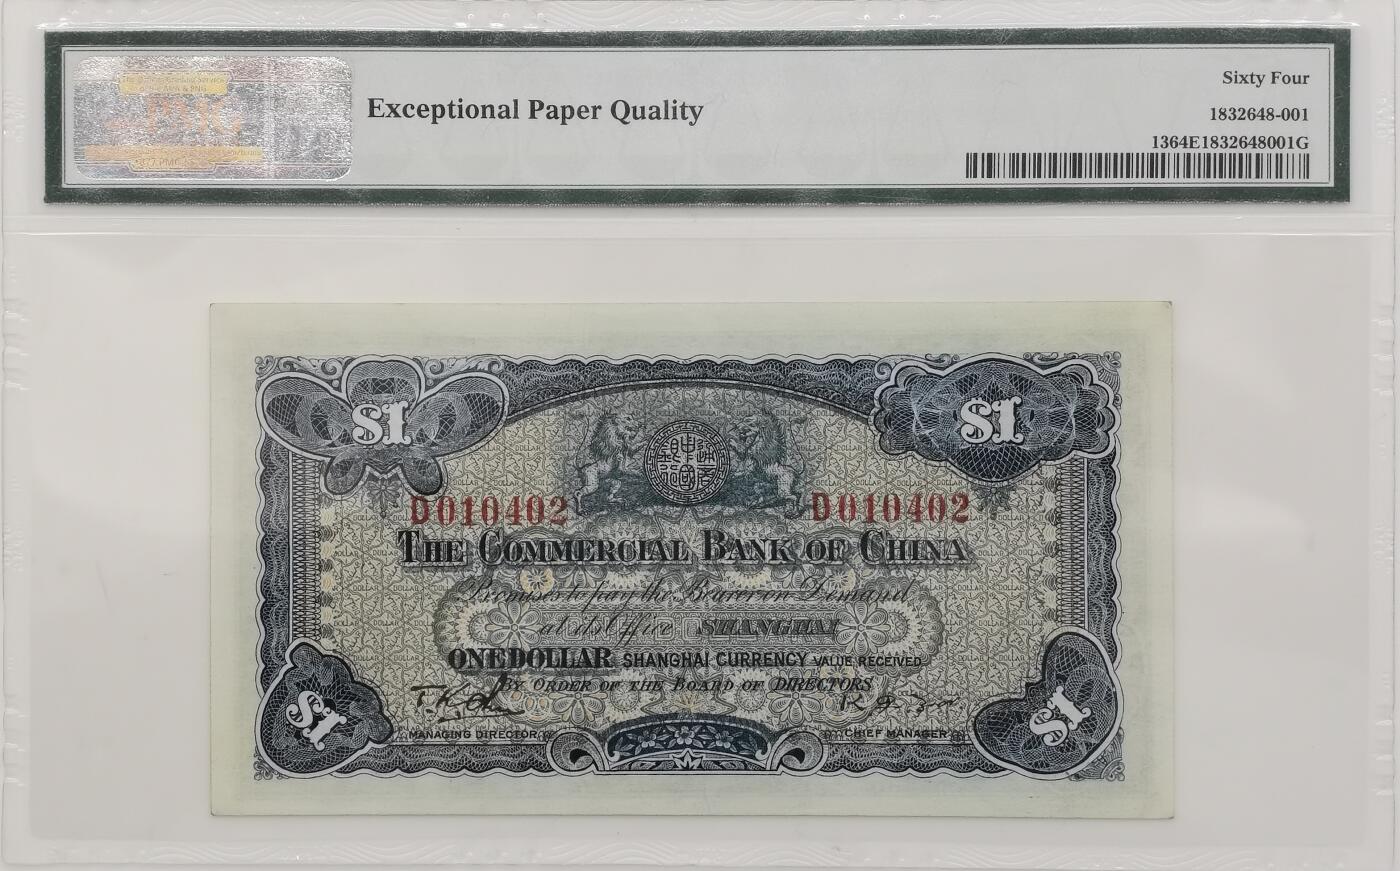 Exceptional Paper Quality
Sixty Four
1832648-001
1364E1832648001G
PMG
$1 $1
D010402 D010402
THE COMMERCIAL BANK OF CHINA
Promises to pay the Bearer on Demand
at its Office SHANGHAI
ONE DOLLAR SHANGHAI CURRENCY VALUE RECEIVED
BY ORDER OF THE BOARD OF DIRECTORS
MANAGING DIRECTOR CHIEF MANAGER
$1 $1